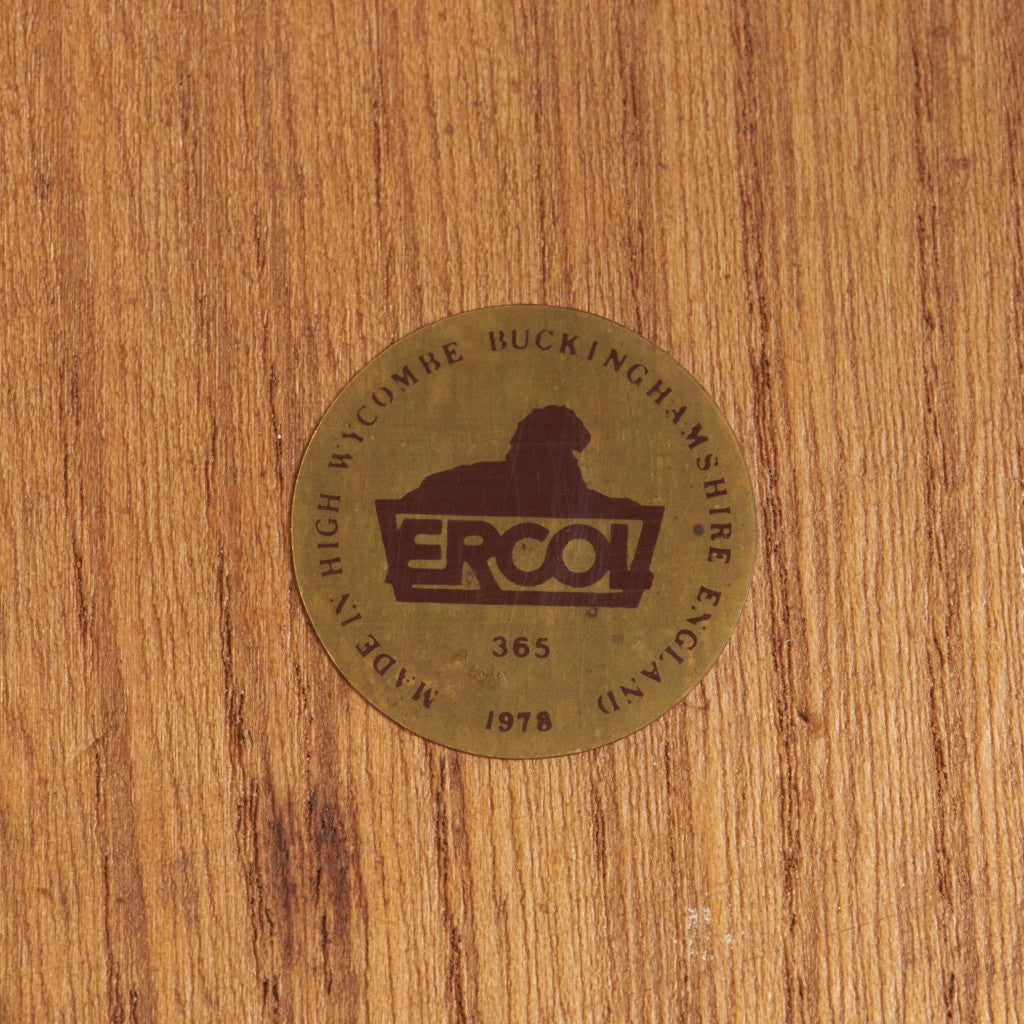 MADE IN HIGH WYCOMBE BUCKINGHAMSHIRE ENGLAND
ERCOL
365
1978